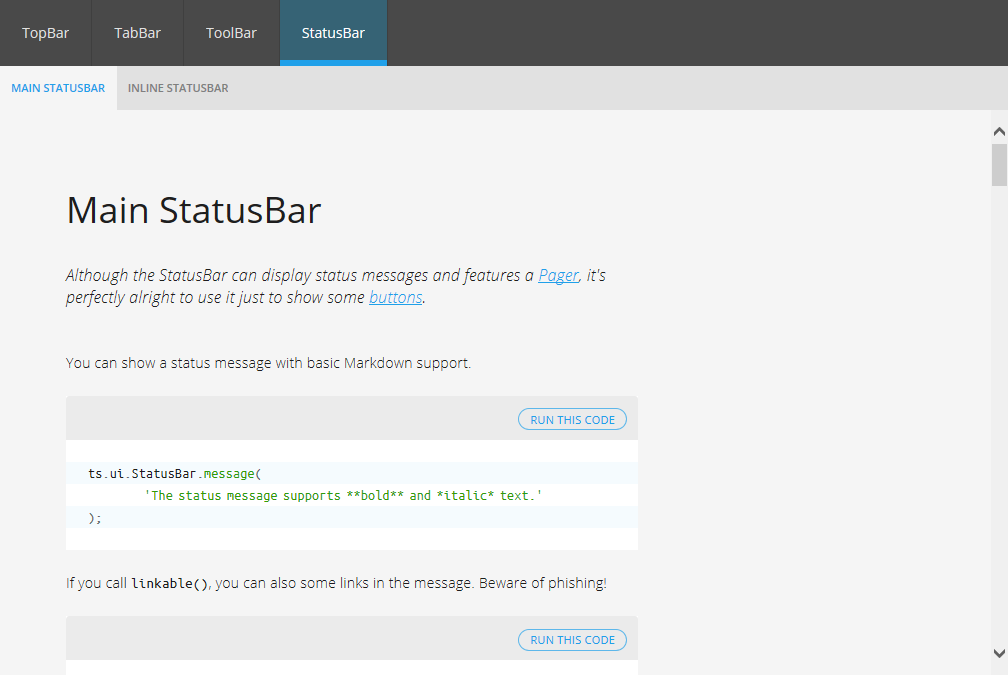 TopBar TabBar ToolBar StatusBar
MAIN STATUSBAR INLINE STATUSBAR
Main StatusBar
Although the StatusBar can display status messages and features a Pager, it's
perfectly alright to use it just to show some buttons.
You can show a status message with basic Markdown support.
RUN THIS CODE
ts.ui.StatusBar.message(
'The status message supports **bold** and *italic* text.'
);
If you call linkable(), you can also some links in the message. Beware of phishing!
RUN THIS CODE